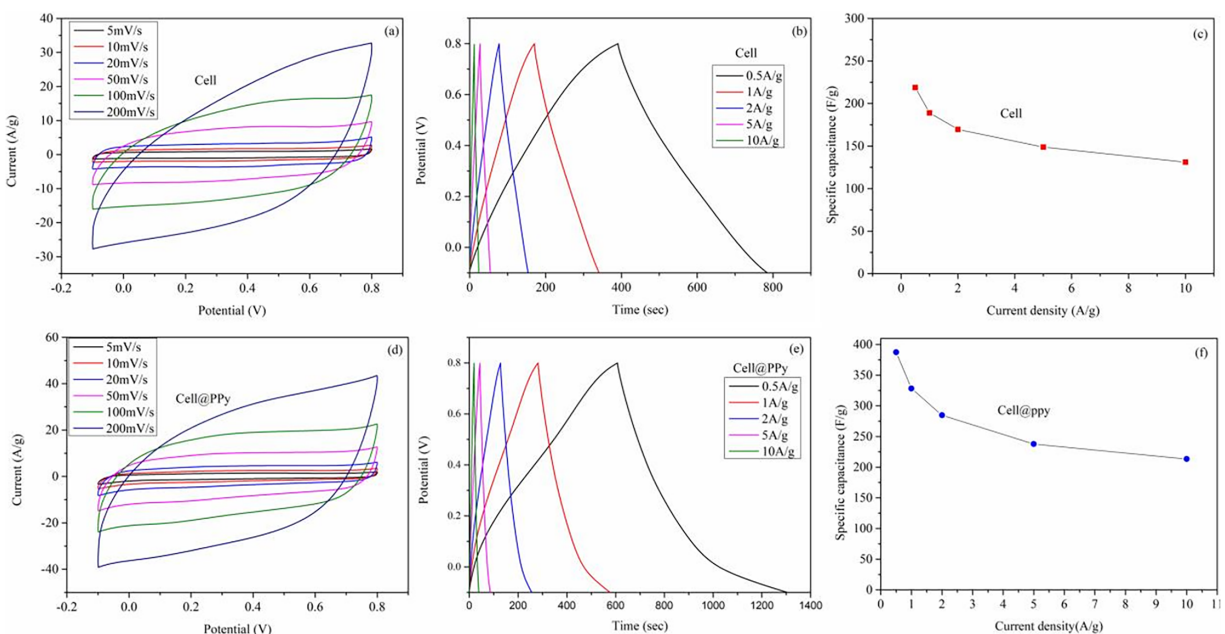 (a)
5mV/s
10mV/s
20mV/s
50mV/s
100mV/s
200mV/s
Cell
Current (A/g)
40
30
20
10
0
-10
-20
-30
-0.2 0.0 0.2 0.4 0.6 0.8
Potential (V)
(b)
Cell
0.5A/g
1A/g
2A/g
5A/g
10A/g
Potential (V)
0.8
0.6
0.4
0.2
0.0
0 200 400 600 800
Time (sec)
(c)
Cell
Specific capacitance (F/g)
300
250
200
150
100
50
0
0 2 4 6 8 10
Current density (A/g)
(d)
5mV/s
10mV/s
20mV/s
50mV/s
100mV/s
200mV/s
Cell@PPy
Current (A/g)
60
40
20
0
-20
-40
-0.2 0.0 0.2 0.4 0.6 0.8
Potential (V)
(e)
Cell@PPy
0.5A/g
1A/g
2A/g
5A/g
10A/g
Potential (V)
0.8
0.6
0.4
0.2
0.0
0 200 400 600 800 1000 1200 1400
Time (sec)
(f)
Cell@ppy
Specific capacitance (F/g)
400
350
300
250
200
150
100
50
0
0 1 2 3 4 5 6 7 8 9 10 11
Current density(A/g)